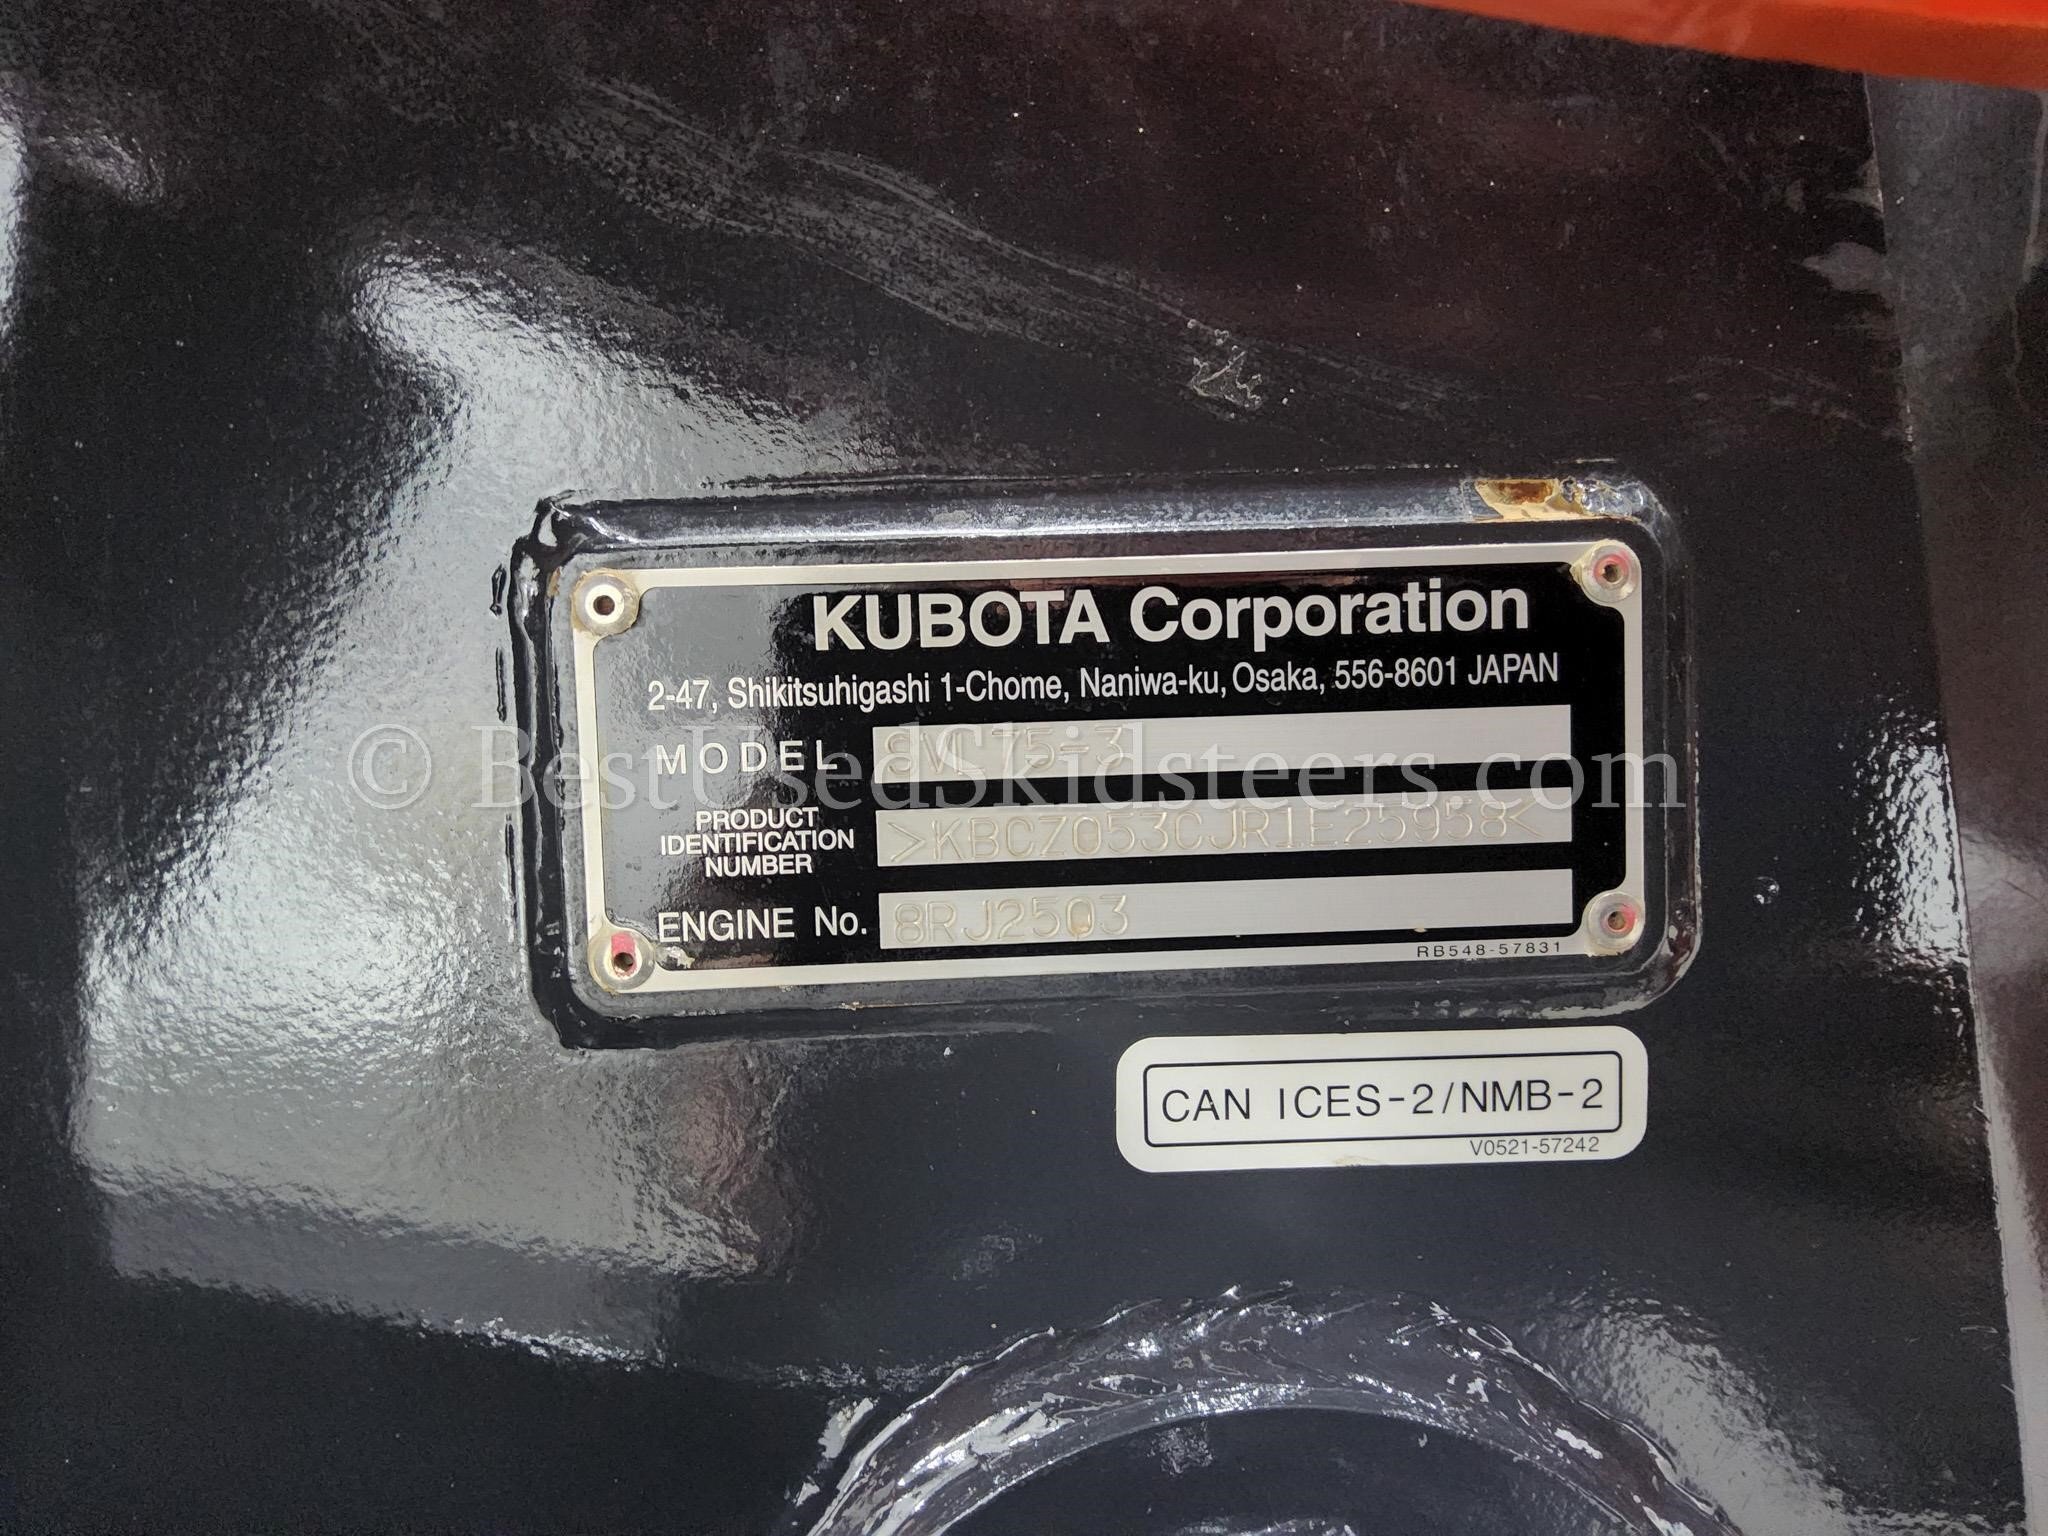 KUBOTA Corporation
2-47, Shikitsuhigashi 1-Chome, Naniwa-ku, Osaka, 556-8601 JAPAN
MODEL SVL75-3
© BestUsedSkidsteers.com
PRODUCT
IDENTIFICATION
NUMBER
>KBCZ053CJR1E25958<
ENGINE No. 8RJ2503
RB548-57831
CAN ICES-2/NMB-2
V0521-57242